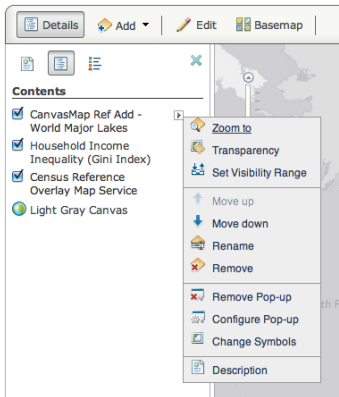 Details Add Edit Basemap
Contents
CanvasMap Ref Add -
World Major Lakes
Household Income
Inequality (Gini Index)
Census Reference
Overlay Map Service
Light Gray Canvas
Zoom to
Transparency
Set Visibility Range
Move up
Move down
Rename
Remove
Remove Pop-up
Configure Pop-up
Change Symbols
Description